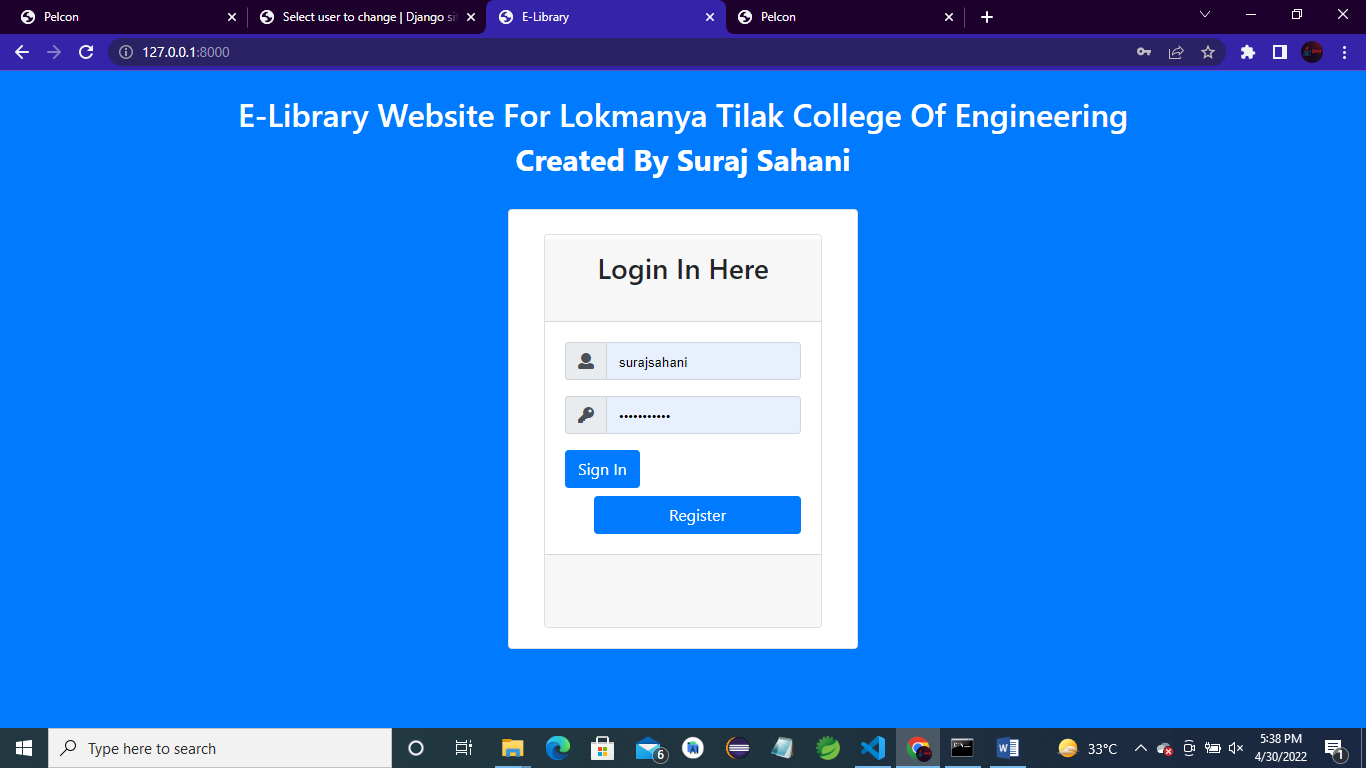 Pelcon
Select user to change | Django si
E-Library
Pelcon
127.0.0.1:8000
E-Library Website For Lokmanya Tilak College Of Engineering
Created By Suraj Sahani
Login In Here
surajsahani
•••••••••••
Sign In
Register
Type here to search
6
33°C
5:38 PM
4/30/2022
1